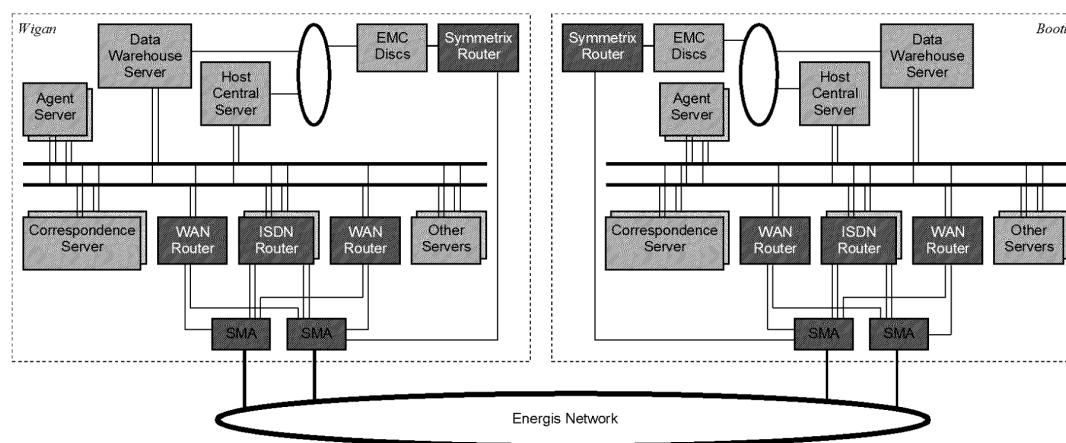 Wigan
Data
Warehouse
Server
EMC
Discs
Symmetrix
Router
Host
Central
Server
Agent
Server
Correspondence
Server
WAN
Router
ISDN
Router
WAN
Router
Other
Servers
SMA
SMA
Symmetrix
Router
EMC
Discs
Data
Warehouse
Server
Host
Central
Server
Agent
Server
Correspondence
Server
WAN
Router
ISDN
Router
WAN
Router
Other
Servers
SMA
SMA
Energis Network